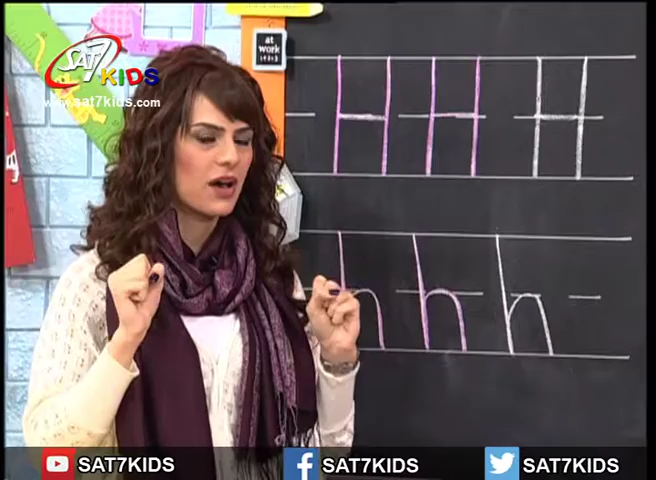 SAT7
KIDS
www.sat7kids.com
at
work
H H H
h h h
SAT7KIDS SAT7KIDS SAT7KIDS